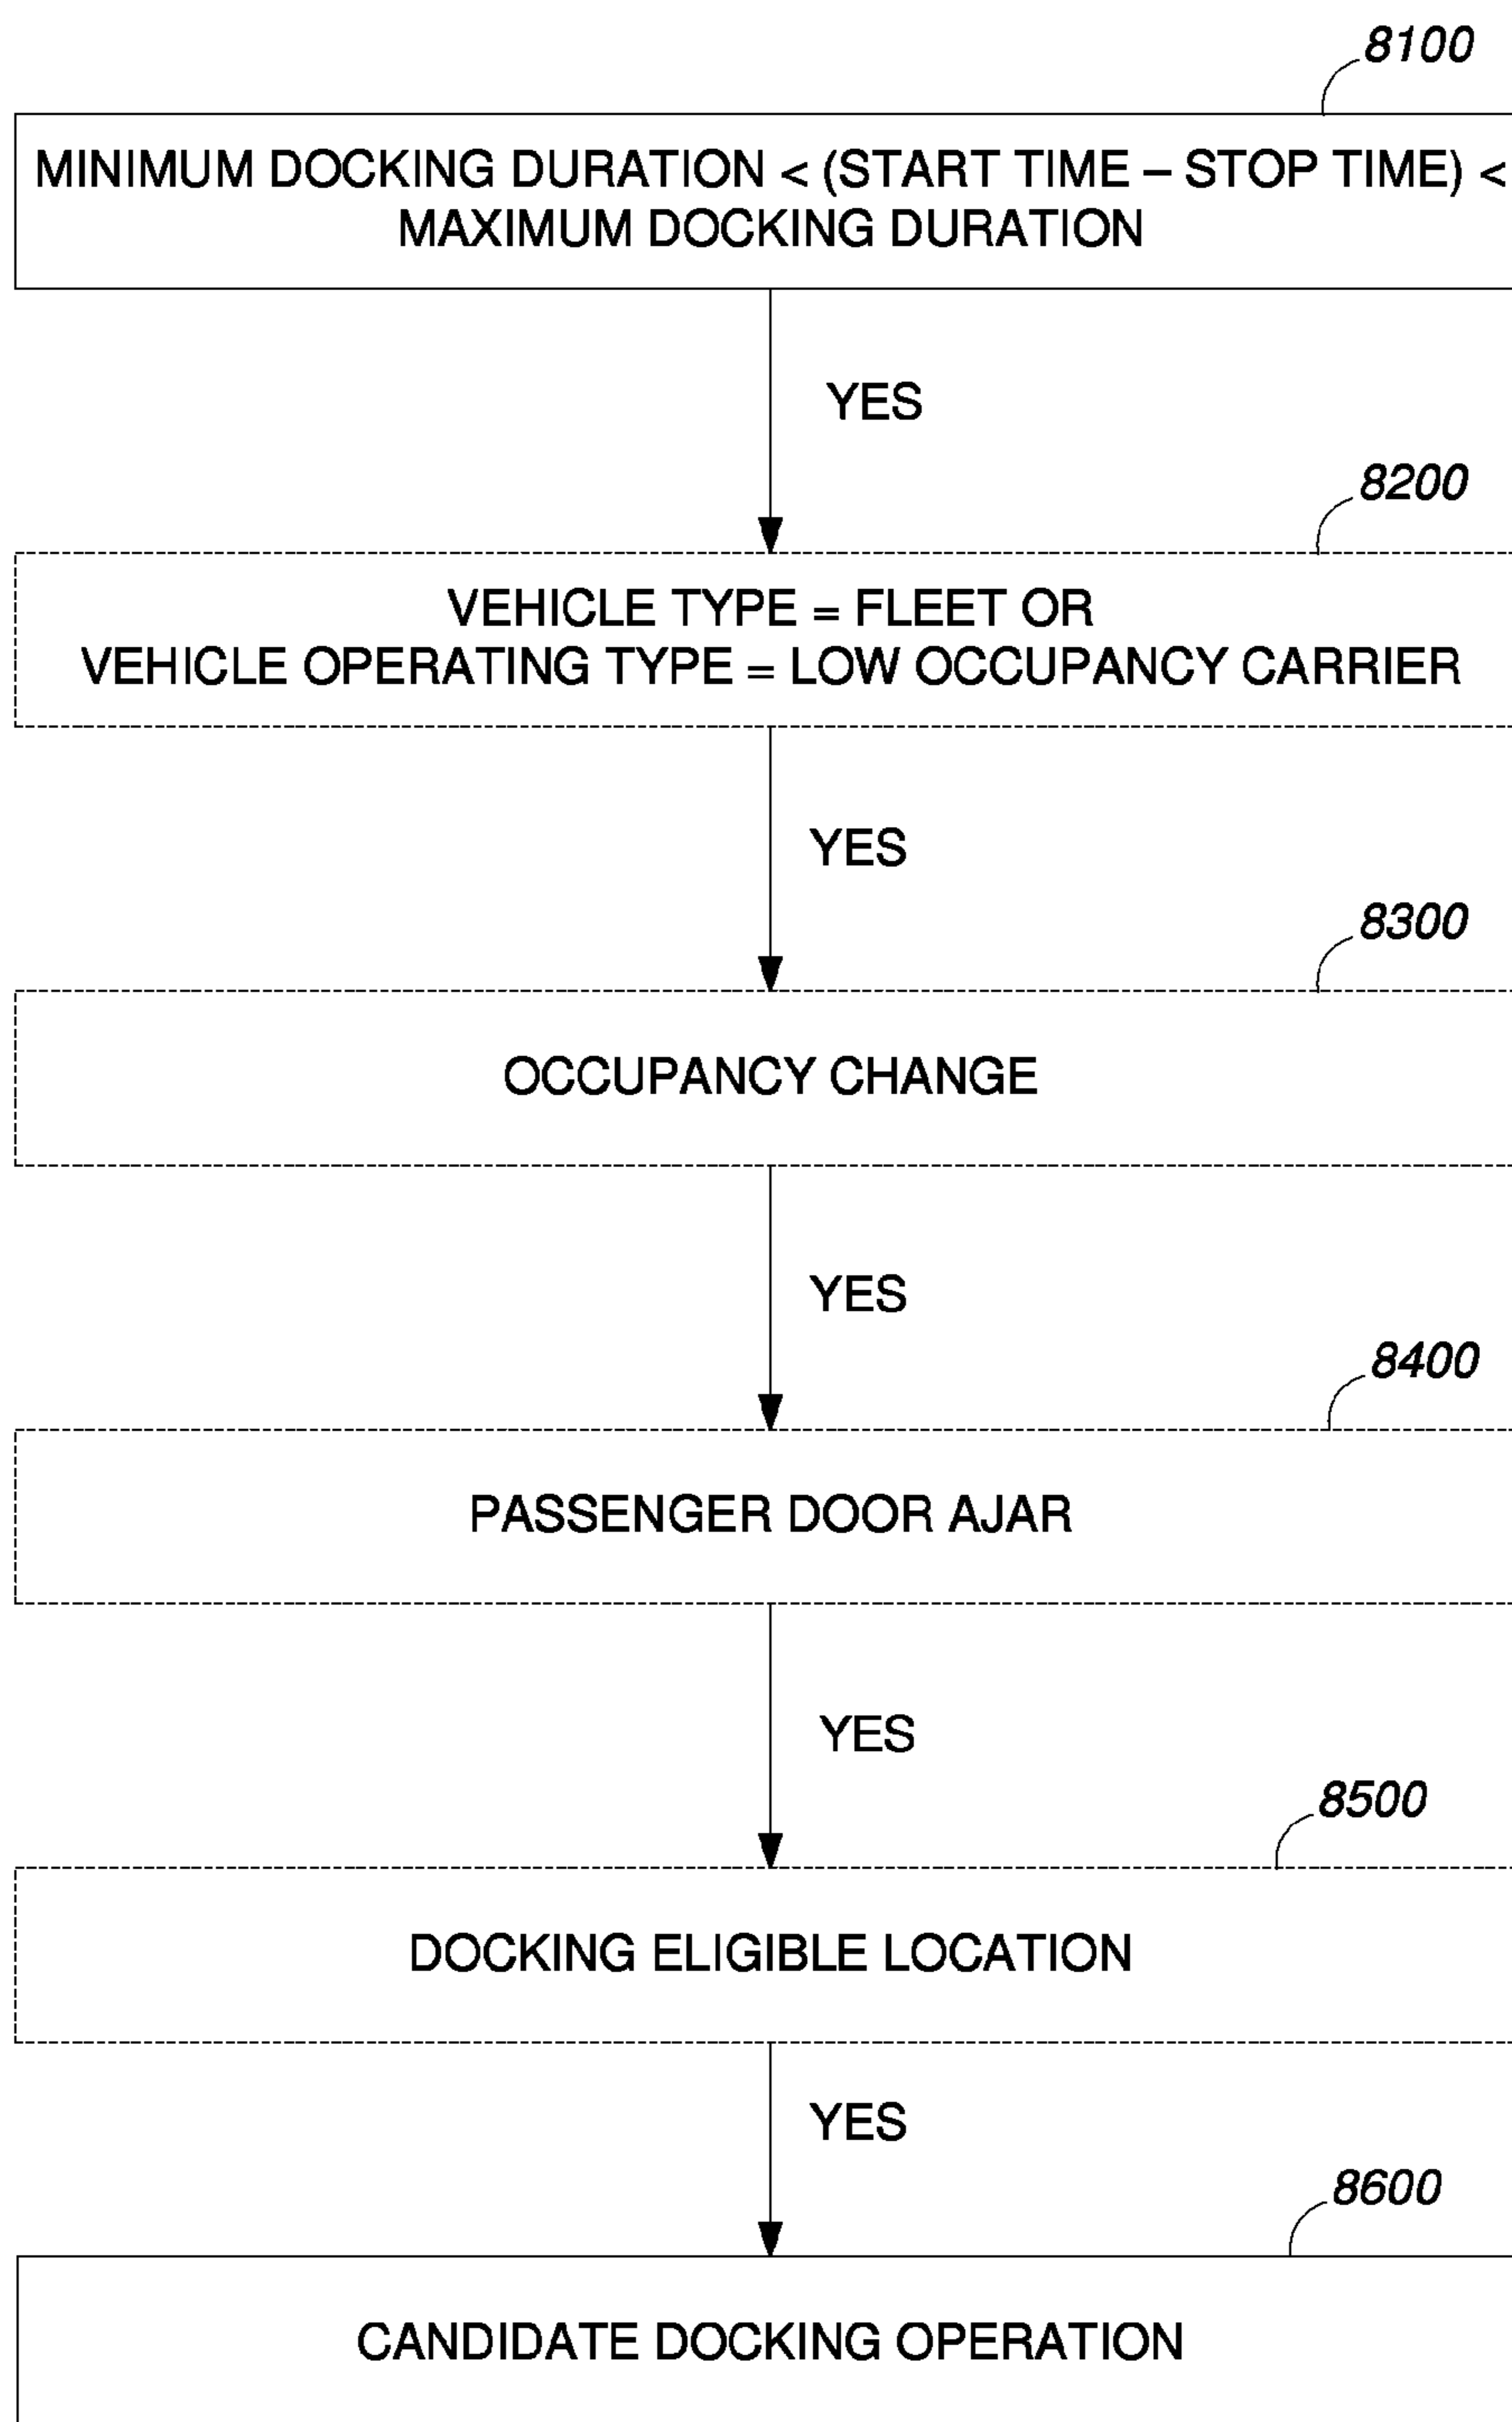 8100
MINIMUM DOCKING DURATION < (START TIME – STOP TIME) <
MAXIMUM DOCKING DURATION
YES
8200
VEHICLE TYPE = FLEET OR
VEHICLE OPERATING TYPE = LOW OCCUPANCY CARRIER
YES
8300
OCCUPANCY CHANGE
YES
8400
PASSENGER DOOR AJAR
YES
8500
DOCKING ELIGIBLE LOCATION
YES
8600
CANDIDATE DOCKING OPERATION